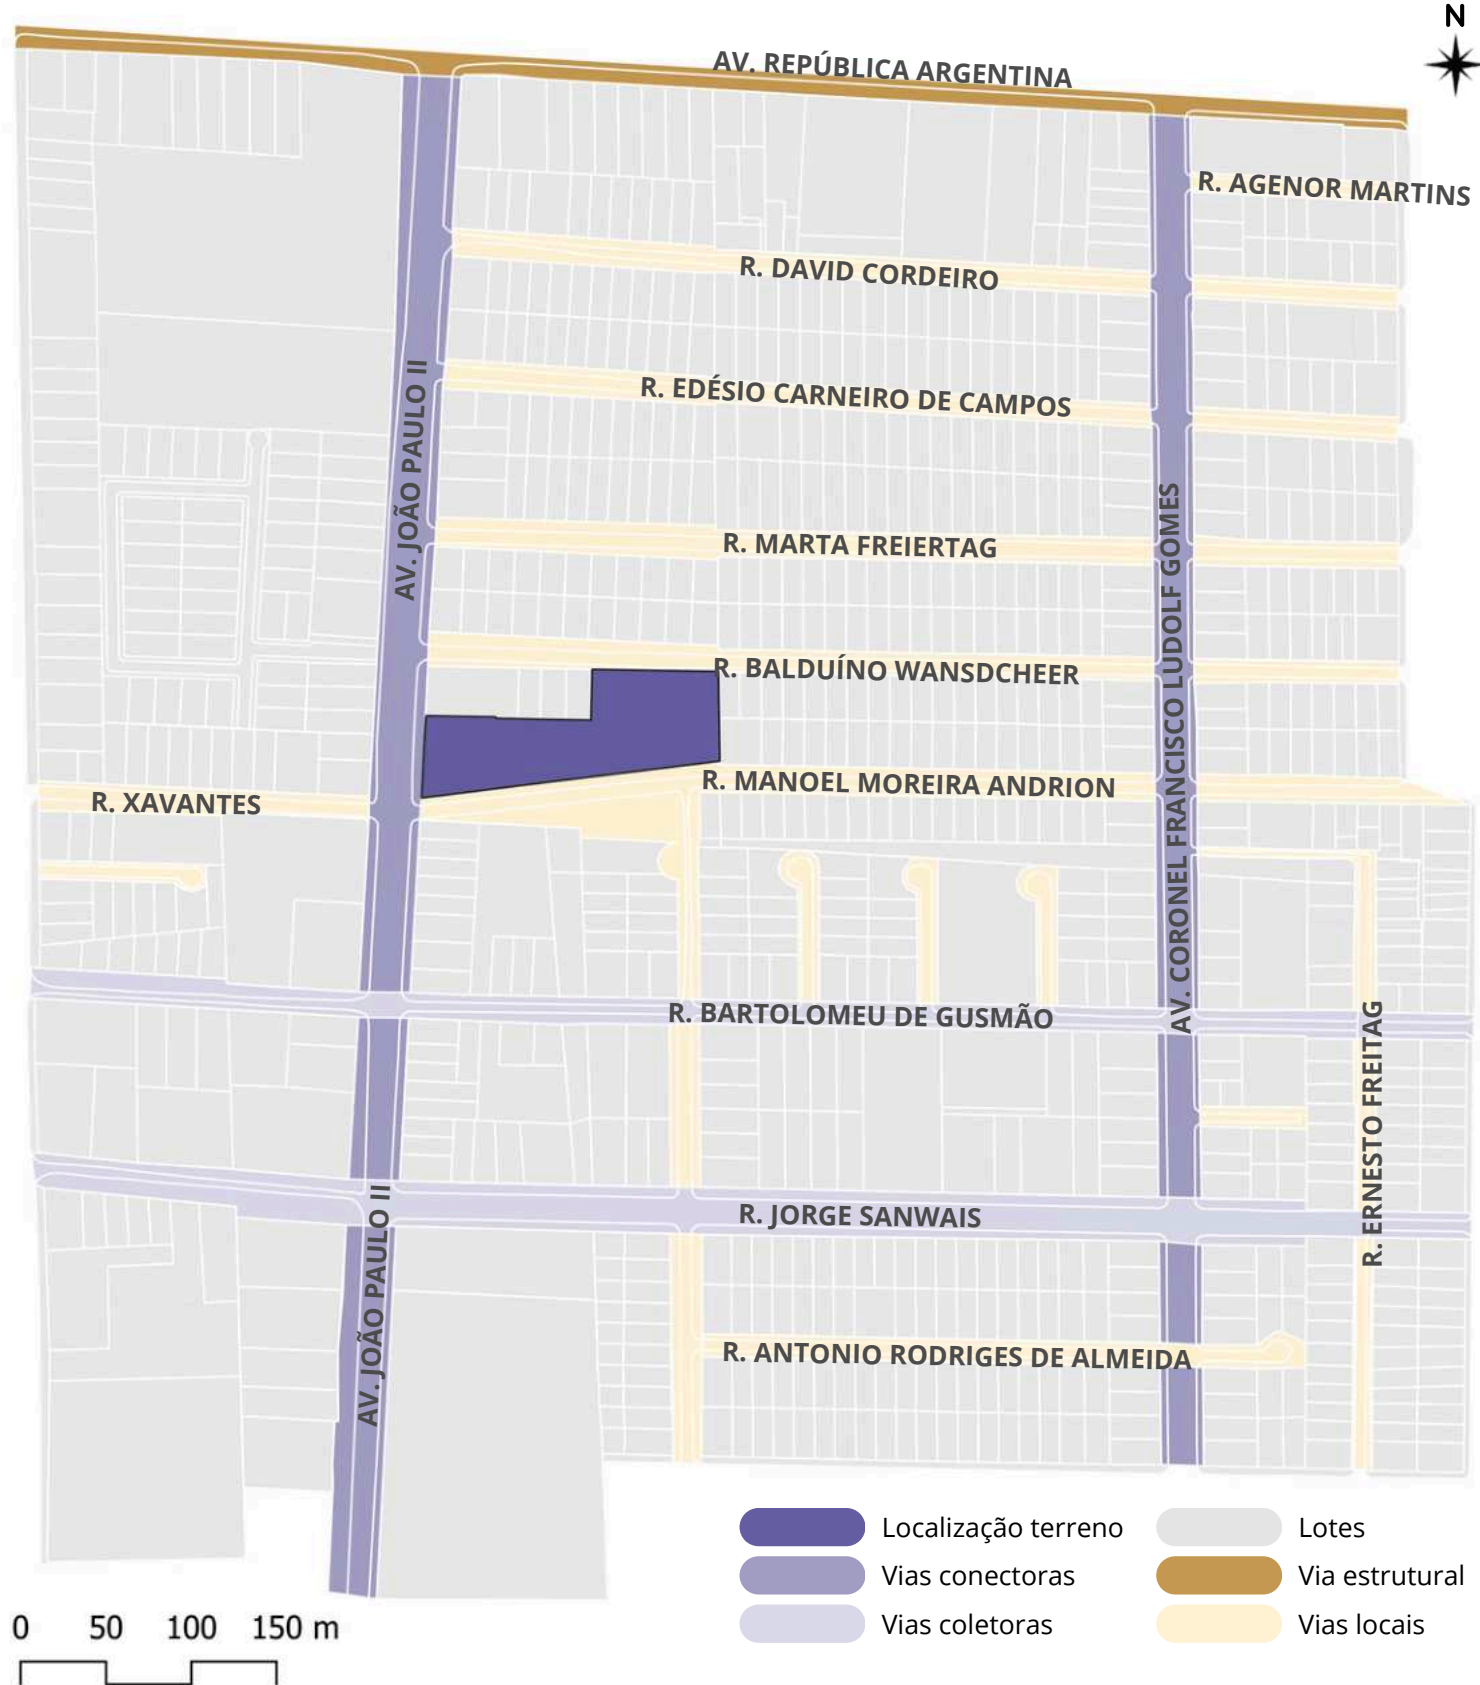 N
AV. REPÚBLICA ARGENTINA
R. AGENOR MARTINS
R. DAVID CORDEIRO
R. EDÉSIO CARNEIRO DE CAMPOS
AV. JOÃO PAULO II
R. MARTA FREIERTAG
AV. CORONEL FRANCISCO LUDOLF GOMES
R. BALDUÍNO WANSDCHEER
R. MANOEL MOREIRA ANDRION
R. XAVANTES
R. BARTOLOMEU DE GUSMÃO
R. ERNESTO FREITAG
AV. JOÃO PAULO II
R. JORGE SANWAIS
R. ANTONIO RODRIGES DE ALMEIDA
Localização terreno
Lotes
Vias conectoras
Via estrutural
Vias coletoras
Vias locais
0 50 100 150 m